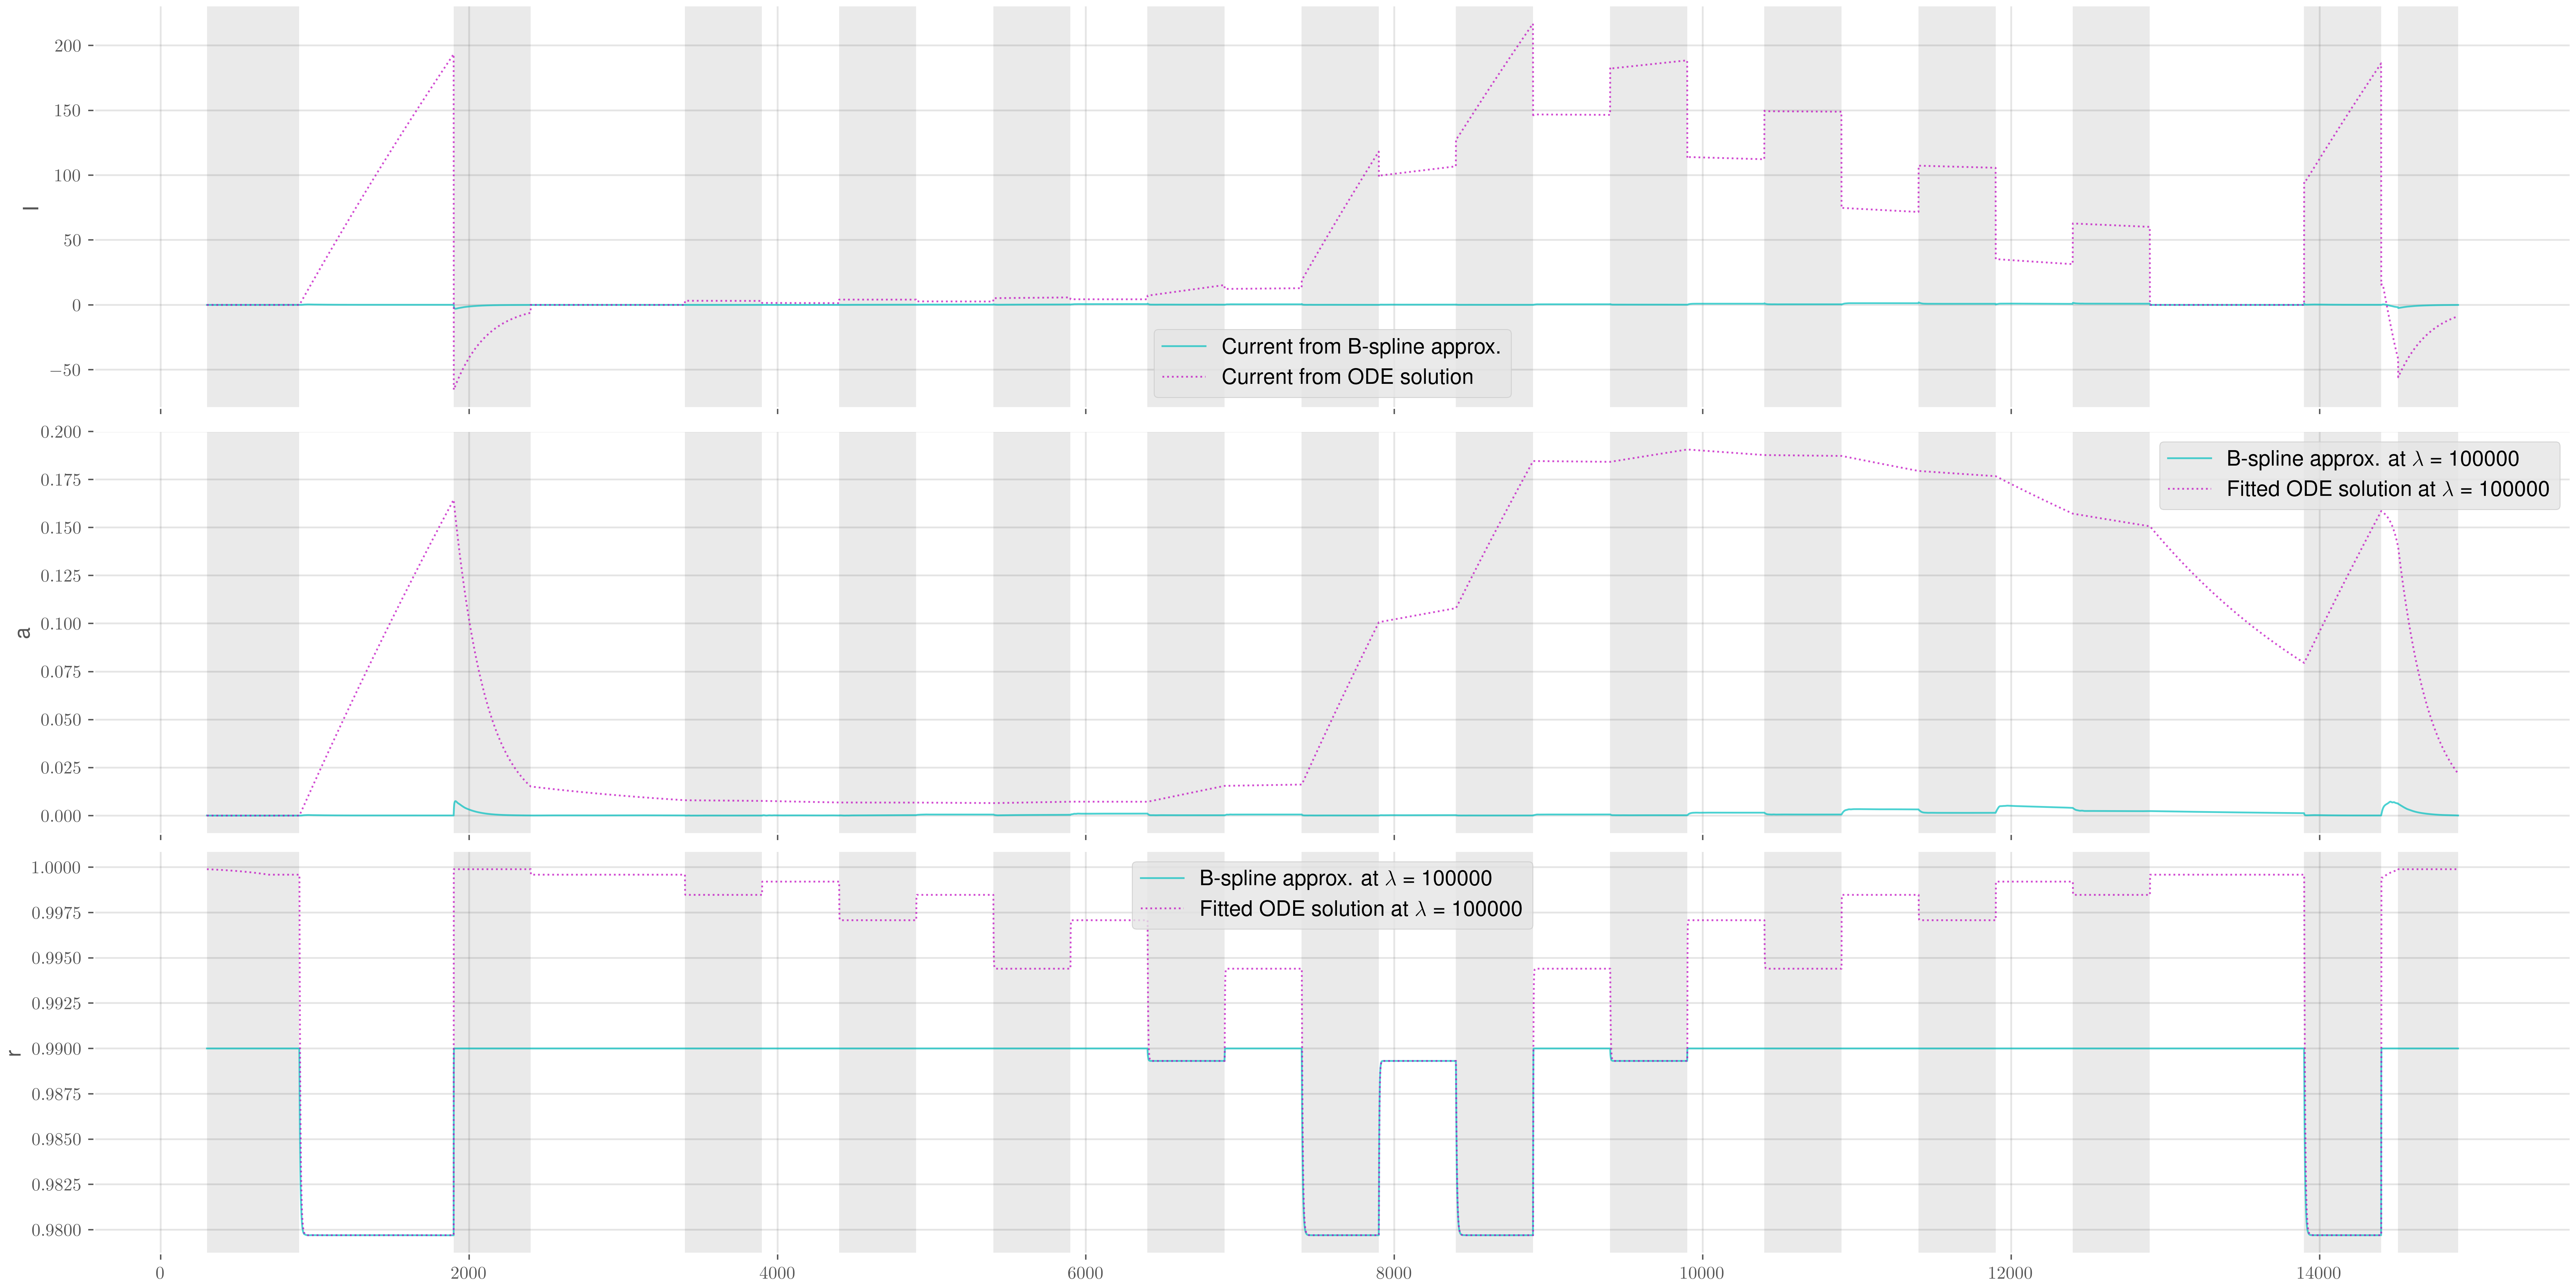 200
150
100
50
0
−50
I
Current from B-spline approx.
Current from ODE solution
0.200
0.175
0.150
0.125
0.100
0.075
0.050
0.025
0.000
a
B-spline approx. at λ = 100000
Fitted ODE solution at λ = 100000
1.0000
0.9975
0.9950
0.9925
0.9900
0.9875
0.9850
0.9825
0.9800
r
B-spline approx. at λ = 100000
Fitted ODE solution at λ = 100000
0 2000 4000 6000 8000 10000 12000 14000